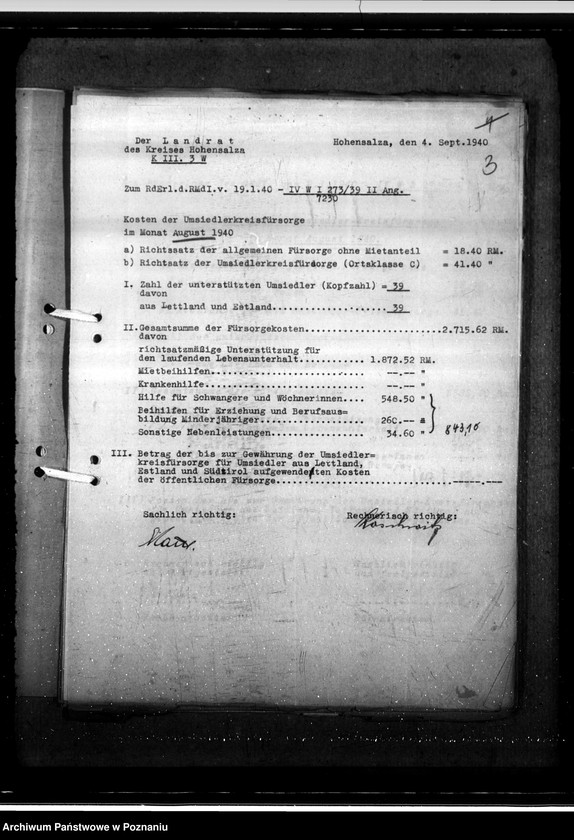 4
3
Der Landrat
des Kreises Hohensalza
K III. 3 W
Hohensalza, den 4. Sept.1940
Zum RdErl.d.RMdI.v. 19.1.40 - IV W I 273/39 II Ang.
7230
Kosten der Umsiedlerkreisfürsorge
im Monat August 1940
a) Richtsatz der allgemeinen Fürsorge ohne Mietanteil = 18.40 RM.
b) Richtsatz der Umsiedlerkreisfürsorge (Ortsklasse C) = 41.40 "
I. Zahl der unterstützten Umsiedler (Kopfzahl) = 39
davon
aus Lettland und Estland.................... 39
II.Gesamtsumme der Fürsorgekosten.......................2.715.62 RM.
davon
richtsatzmäßige Unterstützung für
den laufenden Lebensunterhalt........... 1.872.52 RM.
Mietbeihilfen........................... --.-- "
Krankenhilfe............................ --.-- "
Hilfe für Schwangere und Wöchnerinnen.... 548.50 "
Beihilfen für Erziehung und Berufsaus=
bildung Minderjähriger.................. 260.-- "
Sonstige Nebenleistungen................ 34.60 "
843,10
III. Betrag der bis zur Gewährung der Umsiedler=
kreisfürsorge für Umsiedler aus Lettland,
Estland und Südtirol aufgewendeten Kosten
der öffentlichen Fürsorge...............................-----.---
Sachlich richtig:
Rechnerisch richtig:
Archiwum Państwowe w Poznaniu